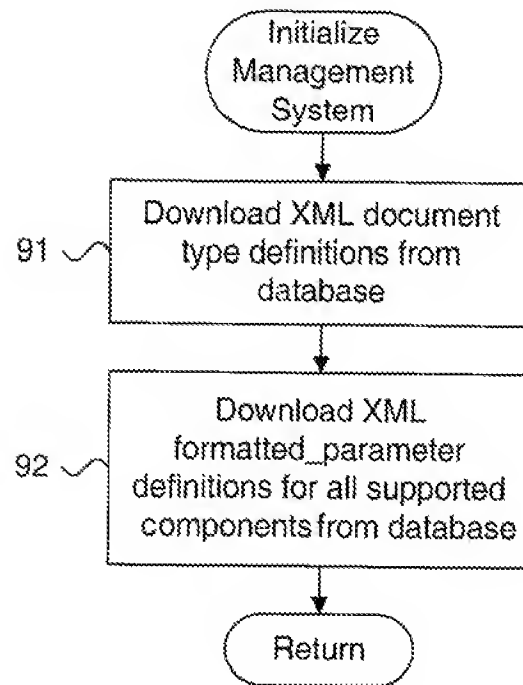 Initialize
Management
System
91
Download XML document
type definitions from
database
92
Download XML
formatted_parameter
definitions for all supported
components from database
Return